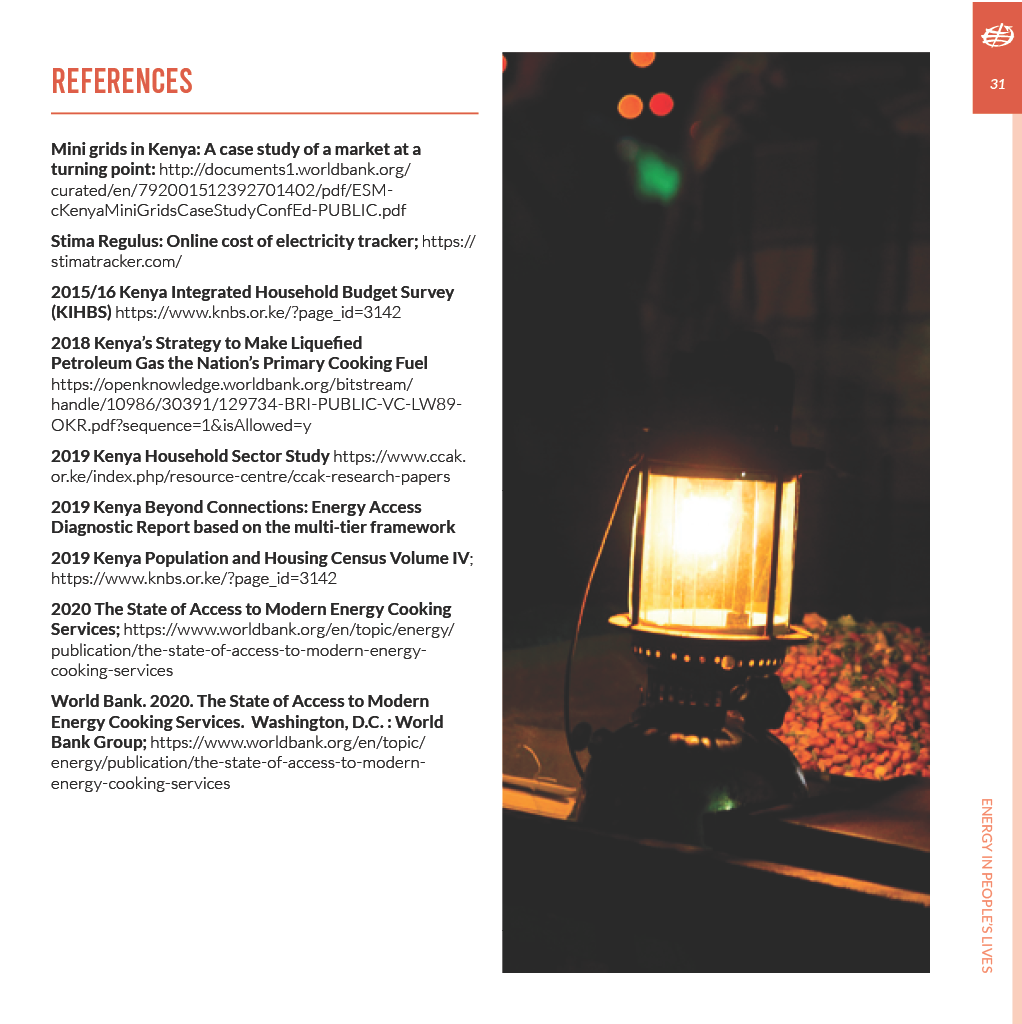 REFERENCES
Mini grids in Kenya: A case study of a market at a
turning point: http://documents1.worldbank.org/
curated/en/792001512392701402/pdf/ESM-
cKenyaMiniGridsCaseStudyConfEd-PUBLIC.pdf
Stima Regulus: Online cost of electricity tracker; https://
stimatracker.com/
2015/16 Kenya Integrated Household Budget Survey
(KIHBS) https://www.knbs.or.ke/?page_id=3142
2018 Kenya’s Strategy to Make Liquefied
Petroleum Gas the Nation’s Primary Cooking Fuel
https://openknowledge.worldbank.org/bitstream/
handle/10986/30391/129734-BRI-PUBLIC-VC-LW89-
OKR.pdf?sequence=1&isAllowed=y
2019 Kenya Household Sector Study https://www.ccak.
or.ke/index.php/resource-centre/ccak-research-papers
2019 Kenya Beyond Connections: Energy Access
Diagnostic Report based on the multi-tier framework
2019 Kenya Population and Housing Census Volume IV;
https://www.knbs.or.ke/?page_id=3142
2020 The State of Access to Modern Energy Cooking
Services; https://www.worldbank.org/en/topic/energy/
publication/the-state-of-access-to-modern-energy-
cooking-services
World Bank. 2020. The State of Access to Modern
Energy Cooking Services.  Washington, D.C. : World
Bank Group; https://www.worldbank.org/en/topic/
energy/publication/the-state-of-access-to-modern-
energy-cooking-services
31
ENERGY IN PEOPLE’S LIVES